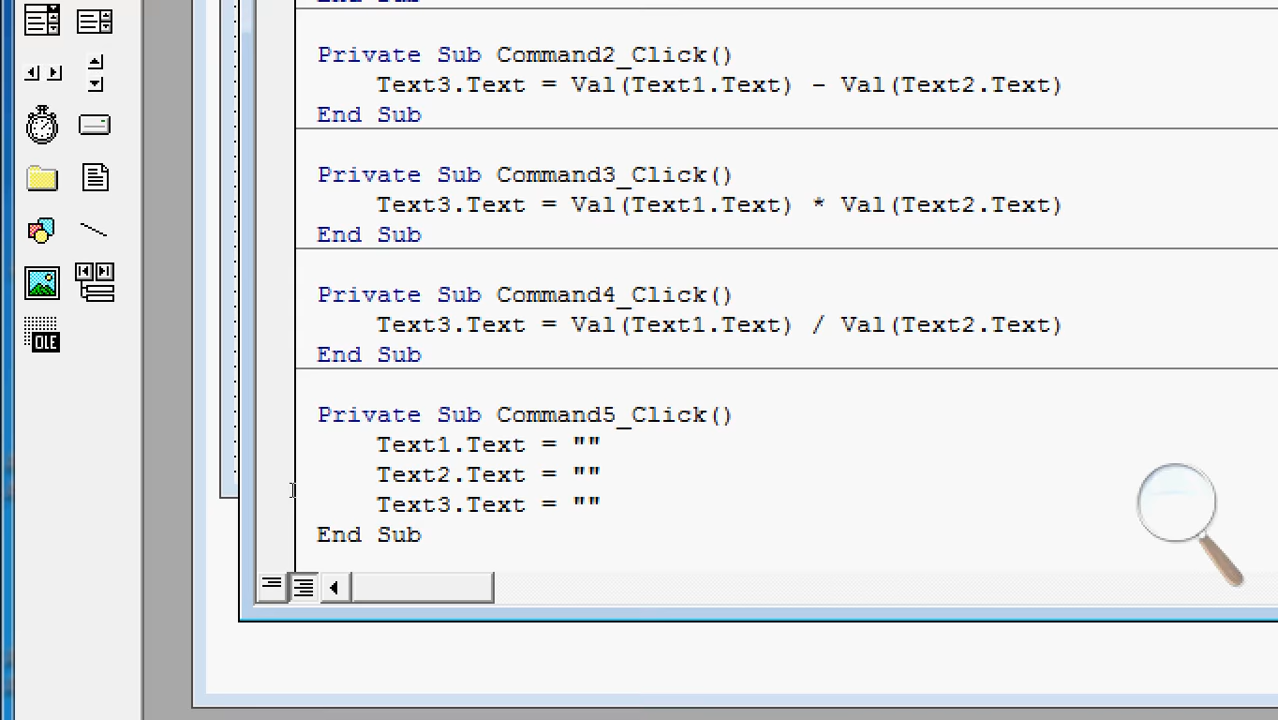 End Sub
Private Sub Command2_Click()
Text3.Text = Val(Text1.Text) - Val(Text2.Text)
End Sub
Private Sub Command3_Click()
Text3.Text = Val(Text1.Text) * Val(Text2.Text)
End Sub
Private Sub Command4_Click()
Text3.Text = Val(Text1.Text) / Val(Text2.Text)
End Sub
Private Sub Command5_Click()
Text1.Text = ""
Text2.Text = ""
Text3.Text = ""
End Sub
OLE